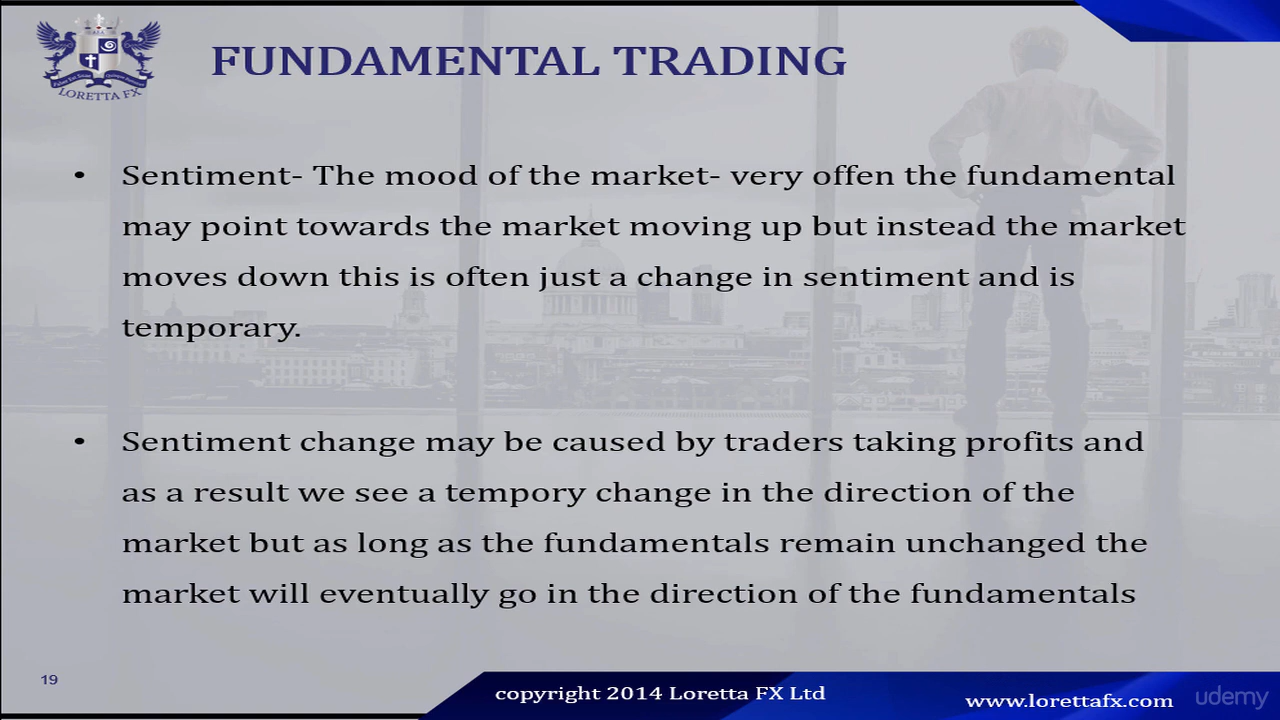 FUNDAMENTAL TRADING
LORETTA FX
• Sentiment- The mood of the market- very offen the fundamental
may point towards the market moving up but instead the market
moves down this is often just a change in sentiment and is
temporary.
• Sentiment change may be caused by traders taking profits and
as a result we see a tempory change in the direction of the
market but as long as the fundamentals remain unchanged the
market will eventually go in the direction of the fundamentals
19
copyright 2014 Loretta FX Ltd
www.lorettafx.com
udemy